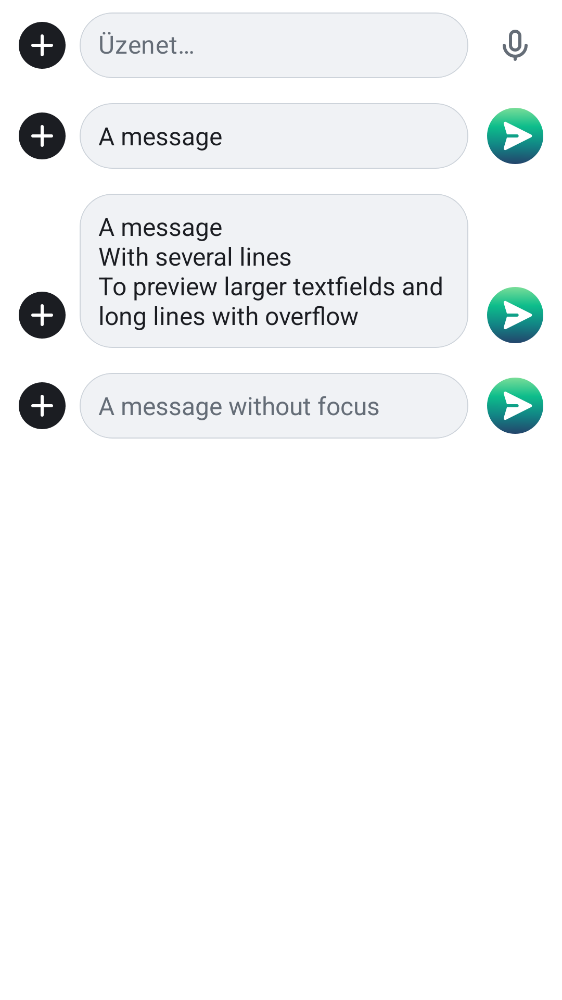 Üzenet…
A message
A message
With several lines
To preview larger textfields and
long lines with overflow
A message without focus